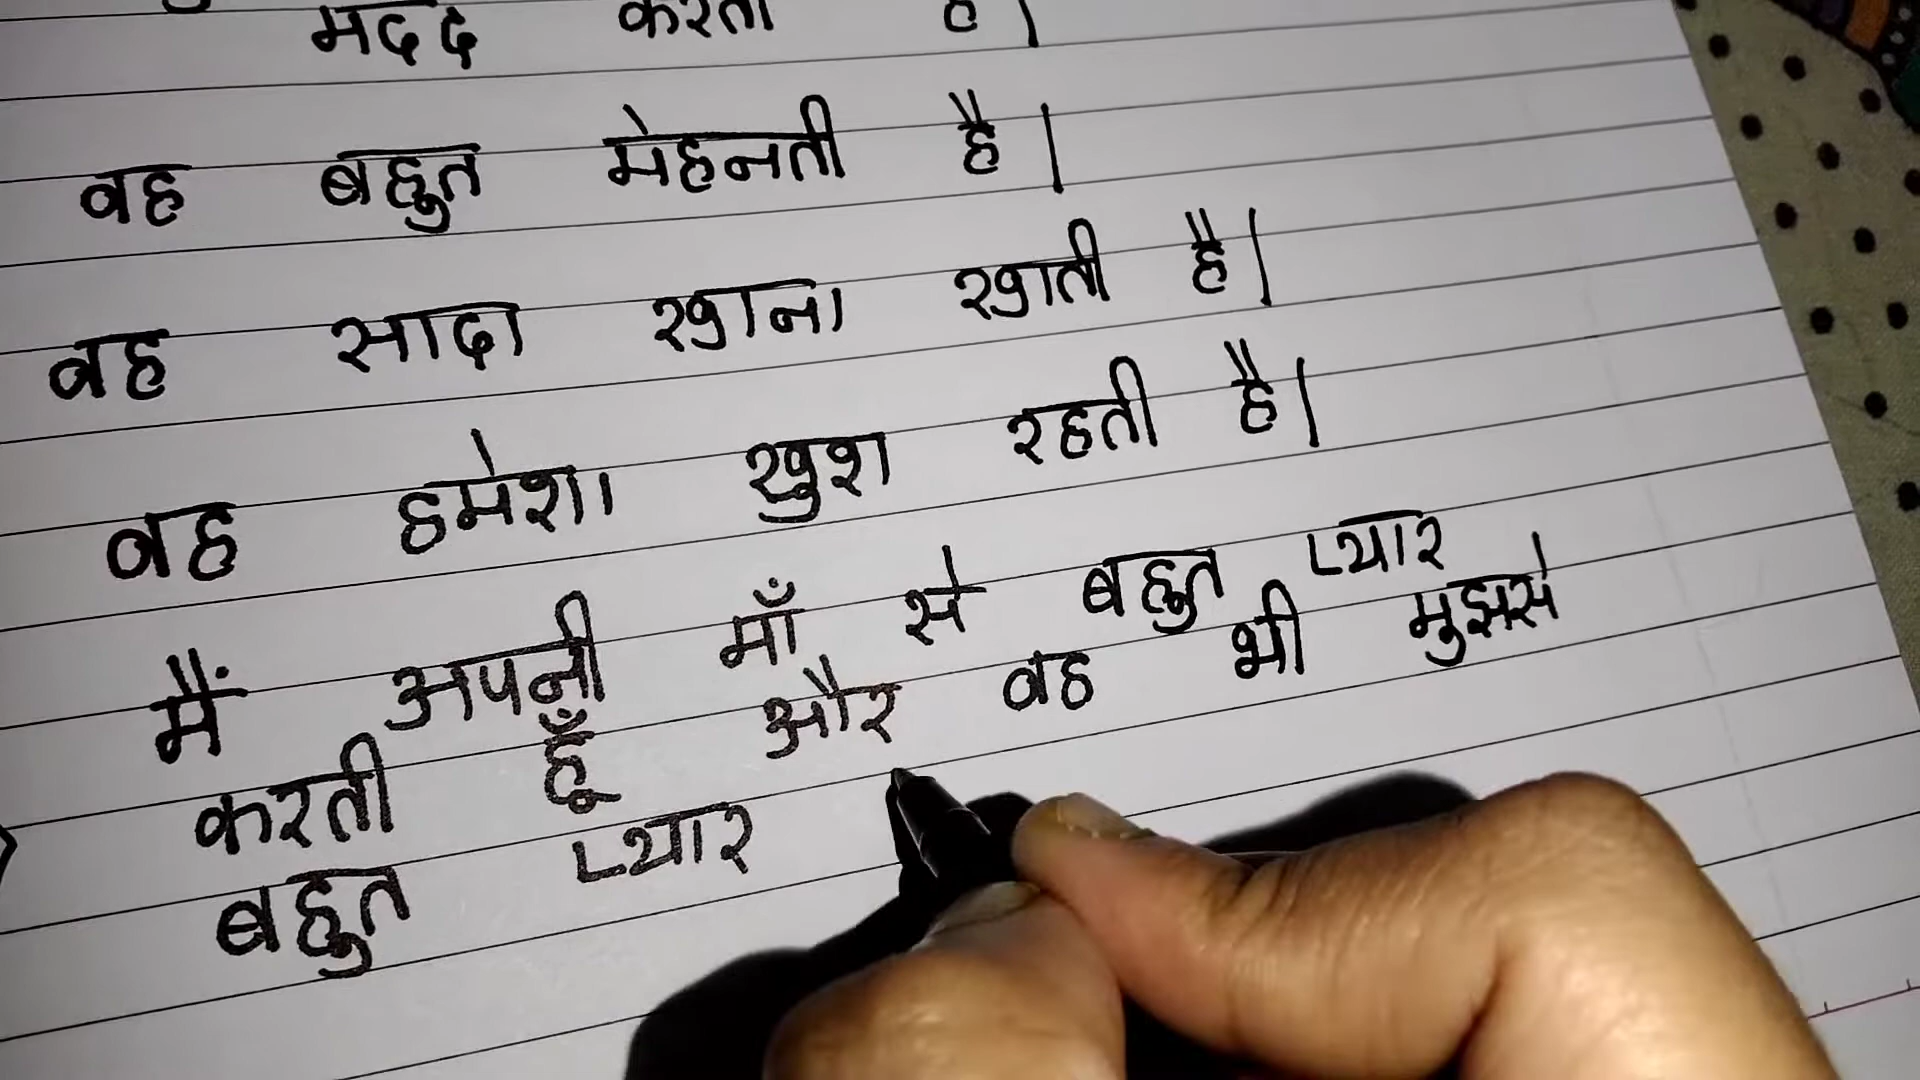 मदद करता है।
वह बहुत मेहनती है।
वह सादा खाना खाती है।
वह हमेशा खुश रहती है।
मैं अपनी माँ से बहुत प्यार
करती हूँ और वह भी मुझसे
बहुत प्यार